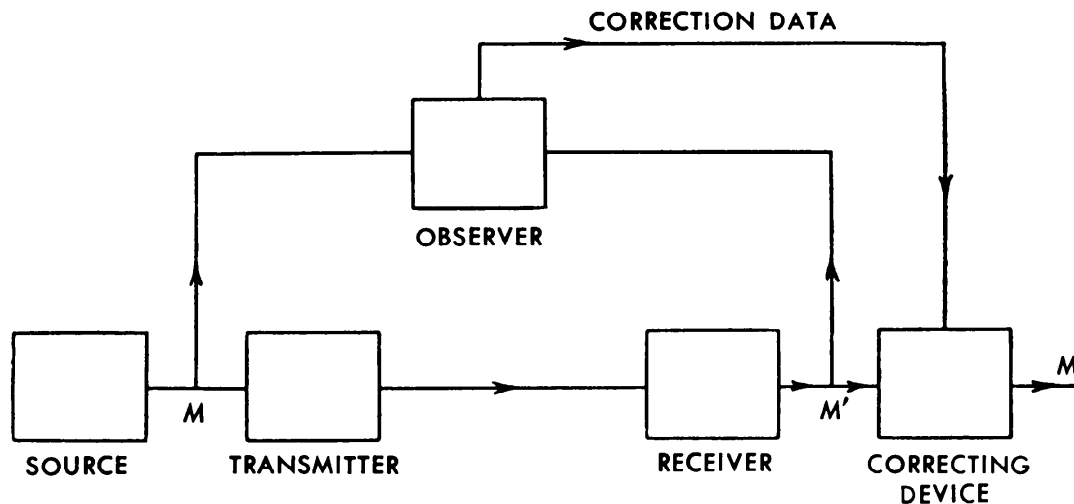 CORRECTION DATA
OBSERVER
M
M′
M
SOURCE
TRANSMITTER
RECEIVER
CORRECTING
DEVICE